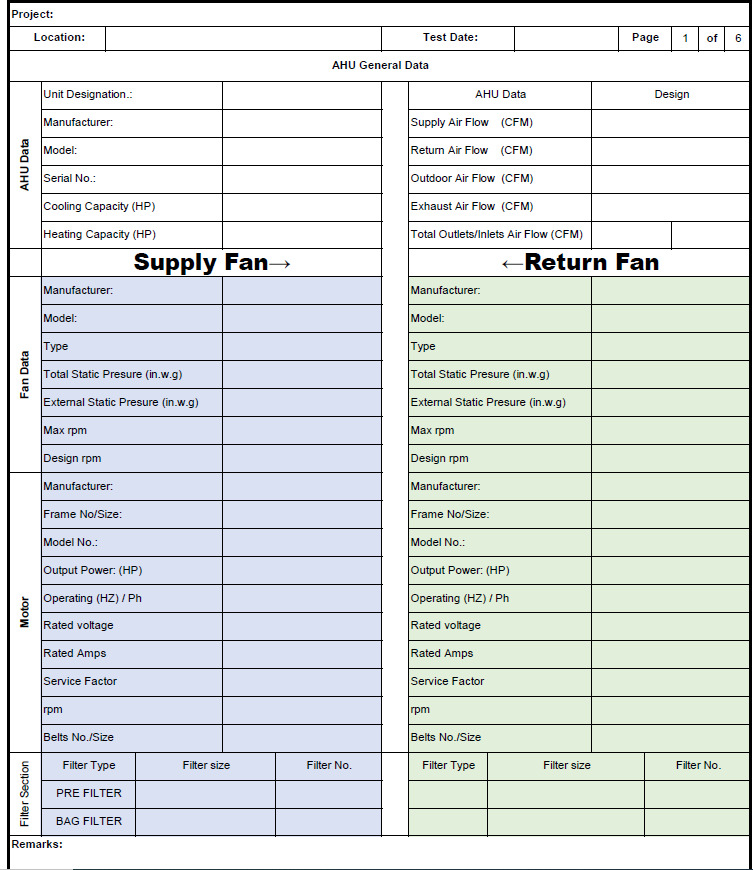 Project:
Location: Test Date: Page 1 of 6
AHU General Data
AHU Data
Unit Designation.: AHU Data Design
Manufacturer: Supply Air Flow (CFM)
Model: Return Air Flow (CFM)
Serial No.: Outdoor Air Flow (CFM)
Cooling Capacity (HP) Exhaust Air Flow (CFM)
Heating Capacity (HP) Total Outlets/Inlets Air Flow (CFM)
Supply Fan→ ←Return Fan
Fan Data
Manufacturer: Manufacturer:
Model: Model:
Type Type
Total Static Presure (in.w.g) Total Static Presure (in.w.g)
External Static Presure (in.w.g) External Static Presure (in.w.g)
Max rpm Max rpm
Design rpm Design rpm
Motor
Manufacturer: Manufacturer:
Frame No/Size: Frame No/Size:
Model No.: Model No.:
Output Power: (HP) Output Power: (HP)
Operating (HZ) / Ph Operating (HZ) / Ph
Rated voltage Rated voltage
Rated Amps Rated Amps
Service Factor Service Factor
rpm rpm
Belts No./Size Belts No./Size
Filter Section
Filter Type Filter size Filter No. Filter Type Filter size Filter No.
PRE FILTER
BAG FILTER
Remarks: